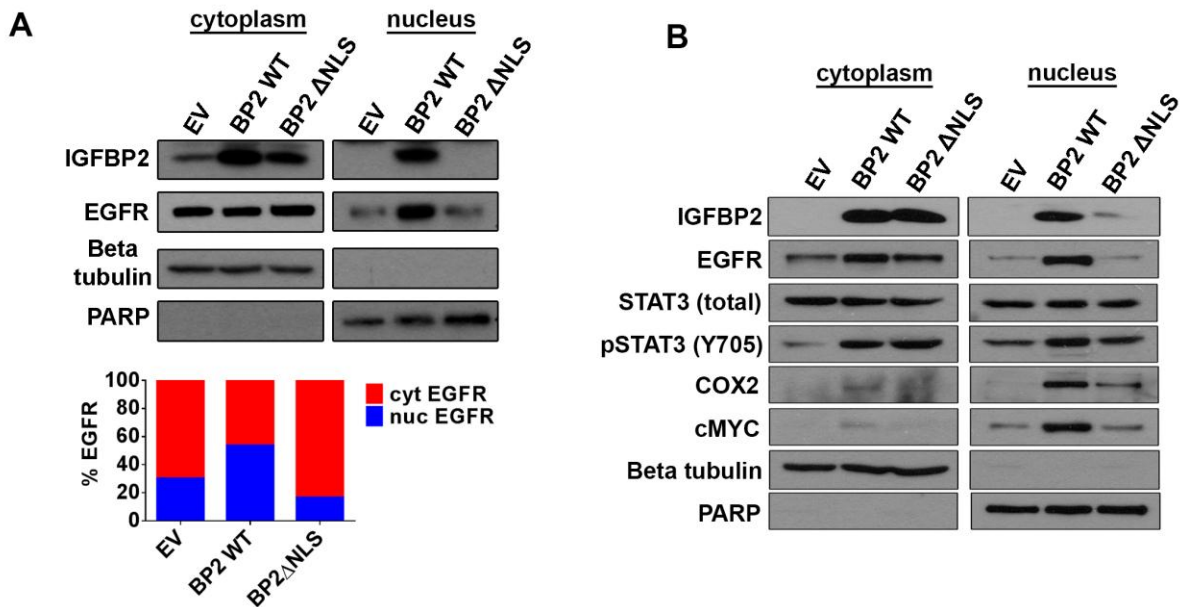 A
cytoplasm nucleus
EV BP2 WT BP2 ΔNLS EV BP2 WT BP2 ΔNLS
IGFBP2
EGFR
Beta
tubulin
PARP
100
80
60
40
20
0
% EGFR
cyt EGFR
nuc EGFR
EV BP2 WT BP2△NLS
B
cytoplasm nucleus
EV BP2 WT BP2 ΔNLS EV BP2 WT BP2 ΔNLS
IGFBP2
EGFR
STAT3 (total)
pSTAT3 (Y705)
COX2
cMYC
Beta tubulin
PARP